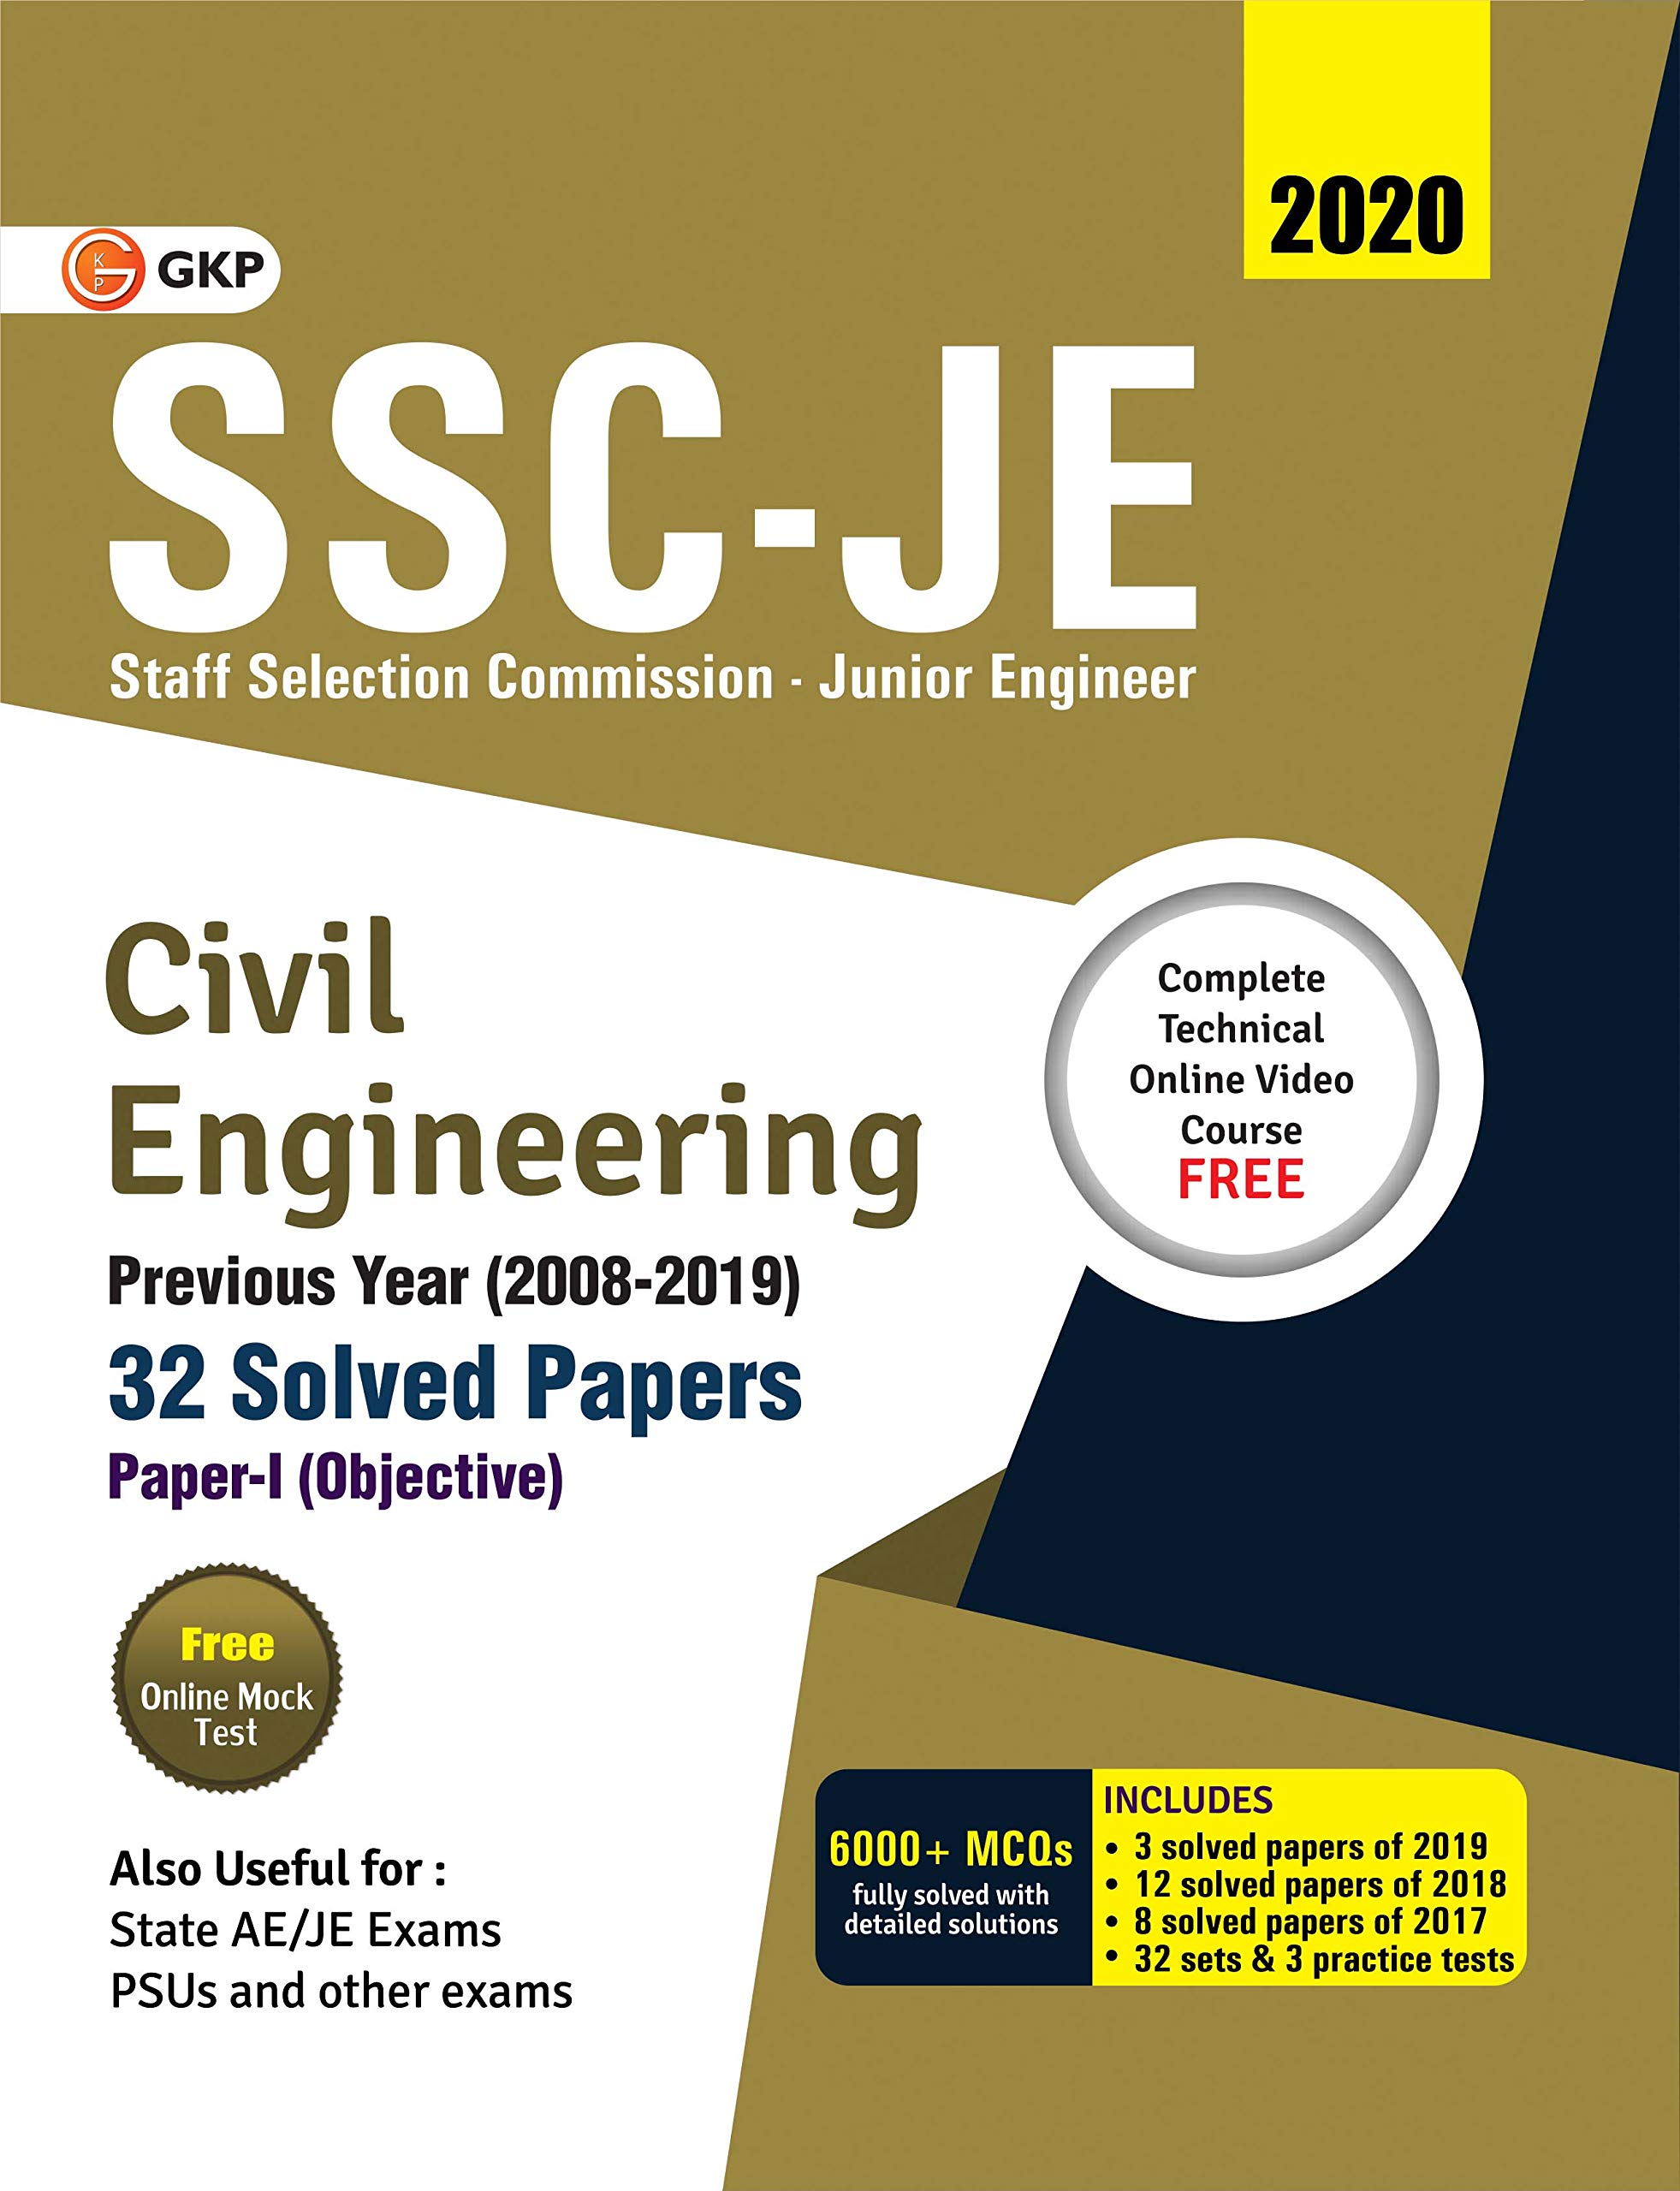 2020
GKP
KP
SSC-JE
Staff Selection Commission - Junior Engineer
Civil
Engineering
Previous Year (2008-2019)
32 Solved Papers
Paper-I (Objective)
Complete
Technical
Online Video
Course
FREE
Free
Online Mock
Test
Also Useful for :
State AE/JE Exams
PSUs and other exams
6000+ MCQs
fully solved with
detailed solutions
INCLUDES
• 3 solved papers of 2019
• 12 solved papers of 2018
• 8 solved papers of 2017
• 32 sets & 3 practice tests